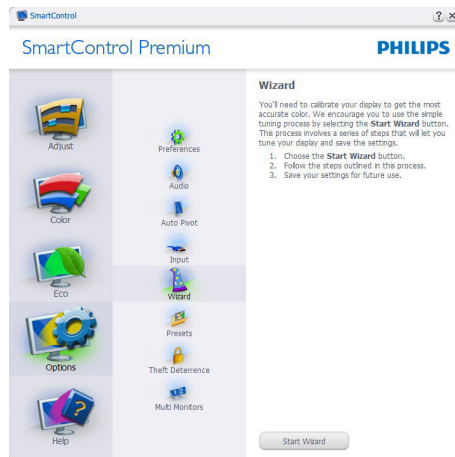 SmartControl
? ×
SmartControl Premium
PHILIPS
Adjust
Color
Eco
Options
Help
Preferences
Audio
Auto Pivot
Input
Wizard
Presets
Theft Deterrence
Multi Monitors
Wizard
You'll need to calibrate your display to get the most
accurate color. We encourage you to use the simple
tuning process by selecting the Start Wizard button.
This process involves a series of steps that will let you
tune your display and save the settings.
1. Choose the Start Wizard button.
2. Follow the steps outlined in this process.
3. Save your settings for future use.
Start Wizard